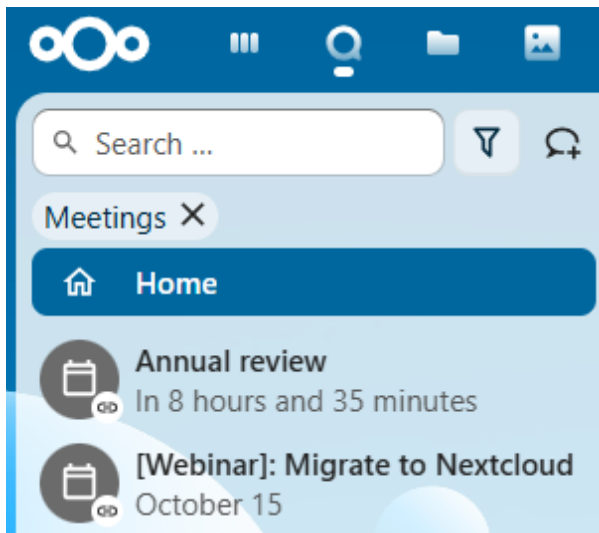 Search ...
Meetings
Home
Annual review
In 8 hours and 35 minutes
[Webinar]: Migrate to Nextcloud
October 15